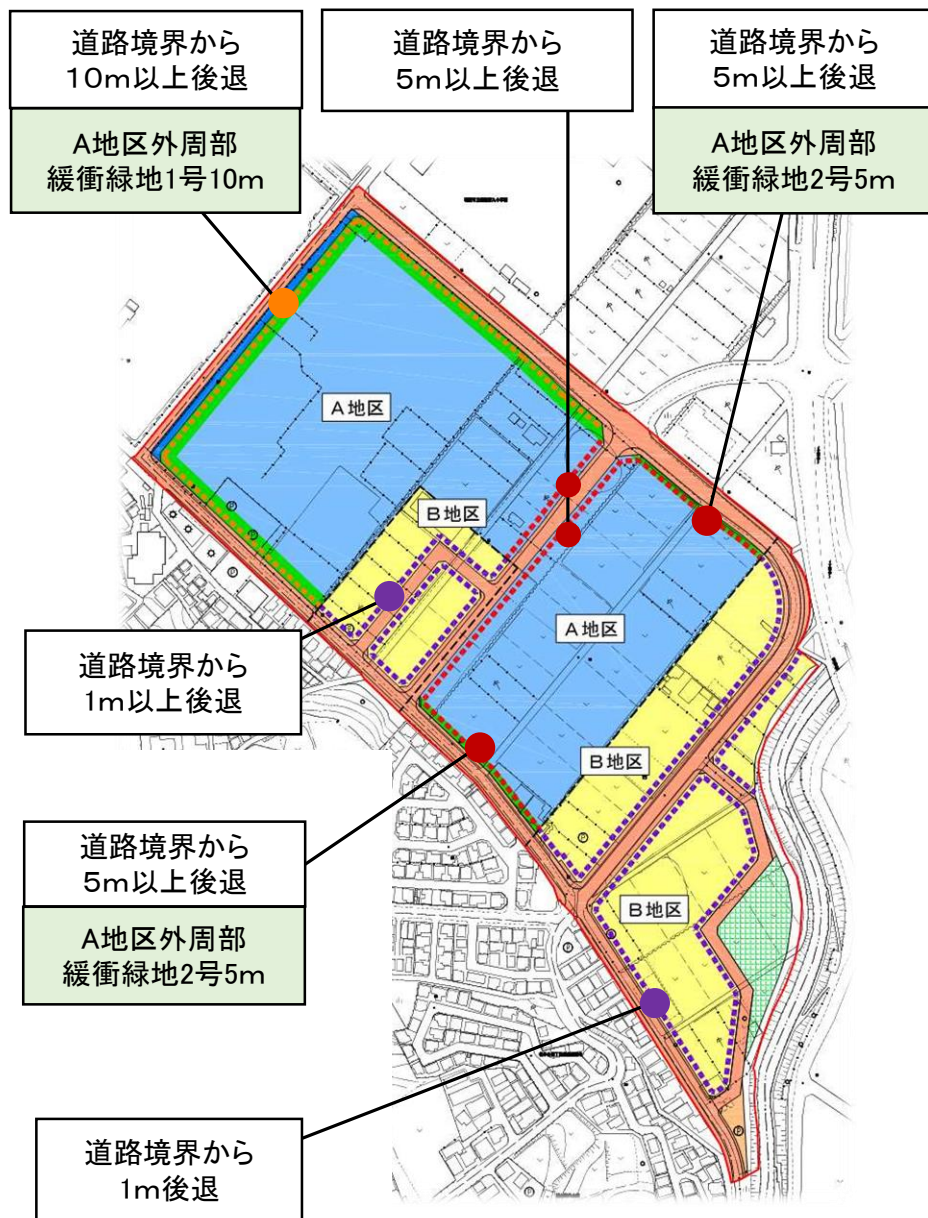 道路境界から
10m以上後退
A地区外周部
緩衝緑地1号10m
道路境界から
5m以上後退
道路境界から
5m以上後退
A地区外周部
緩衝緑地2号5m
A地区
B地区
A地区
道路境界から
1m以上後退
B地区
道路境界から
5m以上後退
A地区外周部
緩衝緑地2号5m
B地区
道路境界から
1m後退